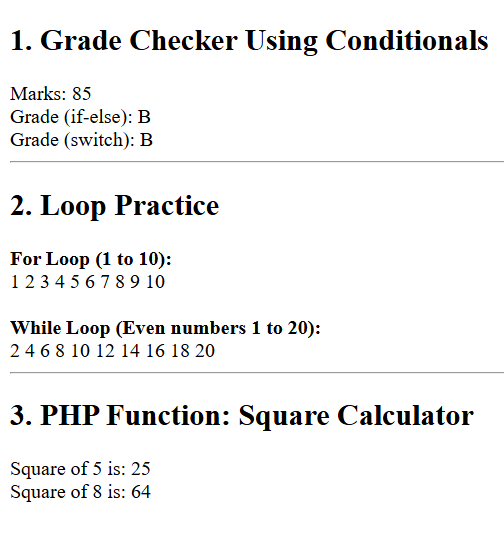 1. Grade Checker Using Conditionals
Marks: 85
Grade (if-else): B
Grade (switch): B
2. Loop Practice
For Loop (1 to 10):
1 2 3 4 5 6 7 8 9 10
While Loop (Even numbers 1 to 20):
2 4 6 8 10 12 14 16 18 20
3. PHP Function: Square Calculator
Square of 5 is: 25
Square of 8 is: 64